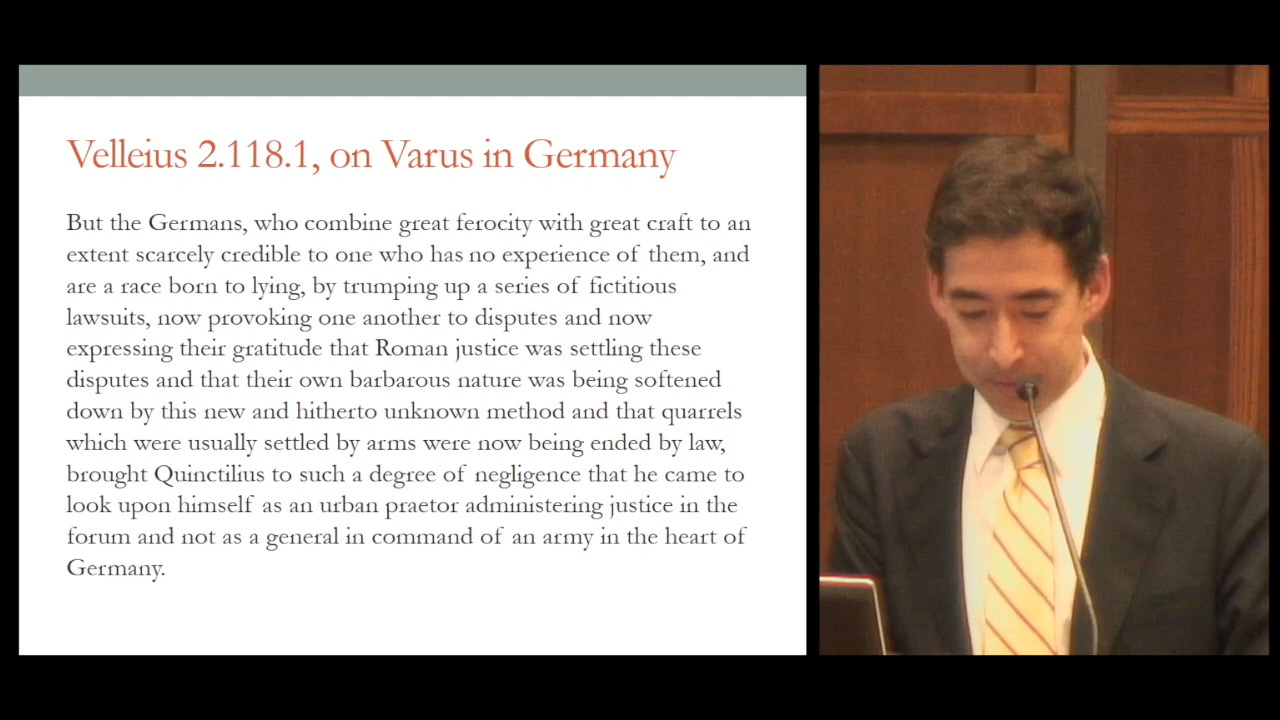 Velleius 2.118.1, on Varus in Germany
But the Germans, who combine great ferocity with great craft to an
extent scarcely credible to one who has no experience of them, and
are a race born to lying, by trumping up a series of fictitious
lawsuits, now provoking one another to disputes and now
expressing their gratitude that Roman justice was settling these
disputes and that their own barbarous nature was being softened
down by this new and hitherto unknown method and that quarrels
which were usually settled by arms were now being ended by law,
brought Quinctilius to such a degree of negligence that he came to
look upon himself as an urban praetor administering justice in the
forum and not as a general in command of an army in the heart of
Germany.